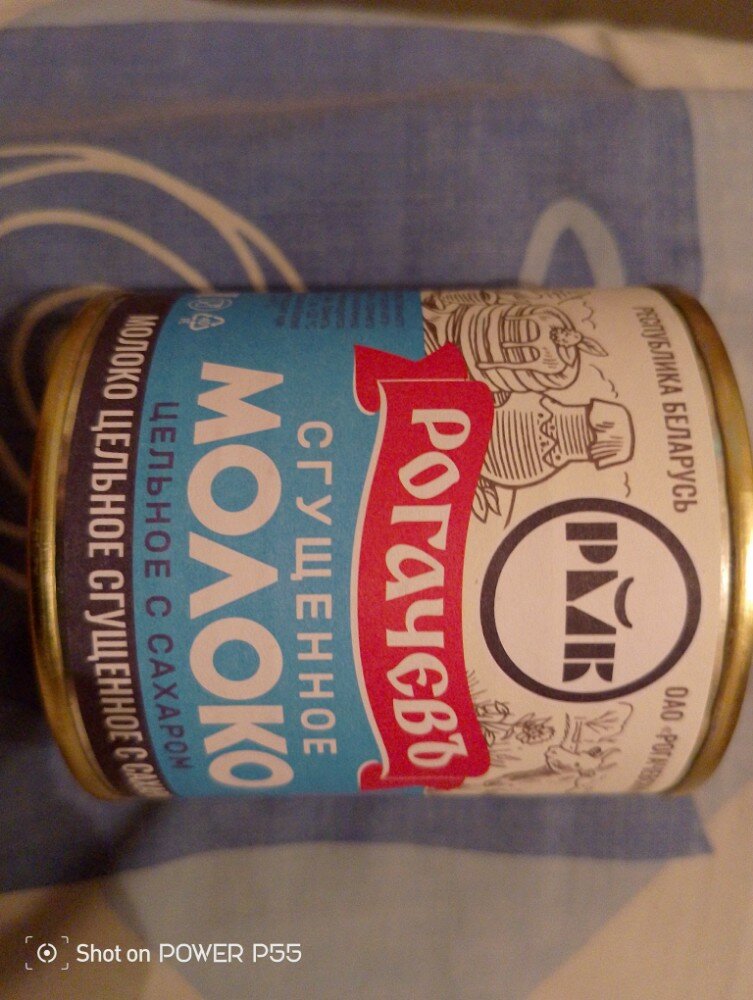 РЕСПУБЛИКА БЕЛАРУСЬ
ОАО
РМК
РОГАЧЕВЪ
СГУЩЕННОЕ
МОЛОКО
ЦЕЛЬНОЕ С САХАРОМ
МОЛОКО ЦЕЛЬНОЕ СГУЩЕННОЕ С
Shot on POWER P55